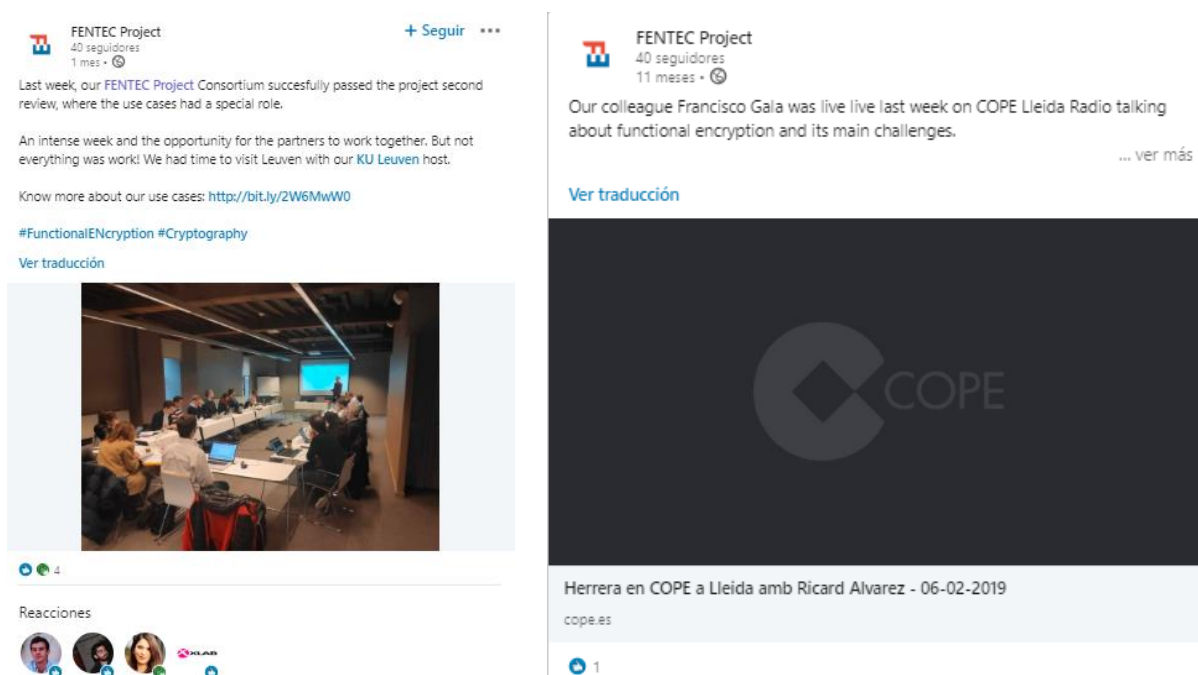 FENTEC Project
40 seguidores
1 mes •
+ Seguir •••
Last week, our FENTEC Project Consortium succesfully passed the project second
review, where the use cases had a special role.
An intense week and the opportunity for the partners to work together. But not
everything was work! We had time to visit Leuven with our KU Leuven host.
Know more about our use cases: http://bit.ly/2W6MwW0
#FunctionalENcryption #Cryptography
Ver traducción
4
Reacciones
XLAB
FENTEC Project
40 seguidores
11 meses •
Our colleague Francisco Gala was live live last week on COPE Lleida Radio talking
about functional encryption and its main challenges.
... ver más
Ver traducción
COPE
Herrera en COPE a Lleida amb Ricard Alvarez - 06-02-2019
cope.es
1